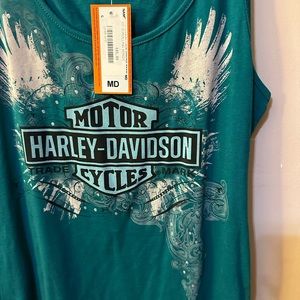 MD
MOTOR
HARLEY-DAVIDSON
TRADE MARK
CYCLES